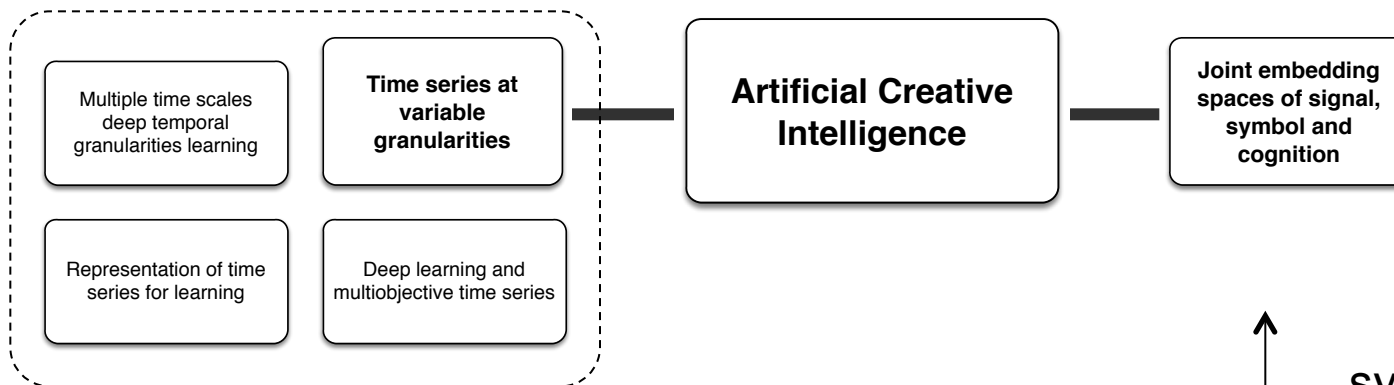 Multiple time scales
deep temporal
granularities learning
Time series at
variable
granularities
Representation of time
series for learning
Deep learning and
multiobjective time series
Artificial Creative
Intelligence
Joint embedding
spaces of signal,
symbol and
cognition